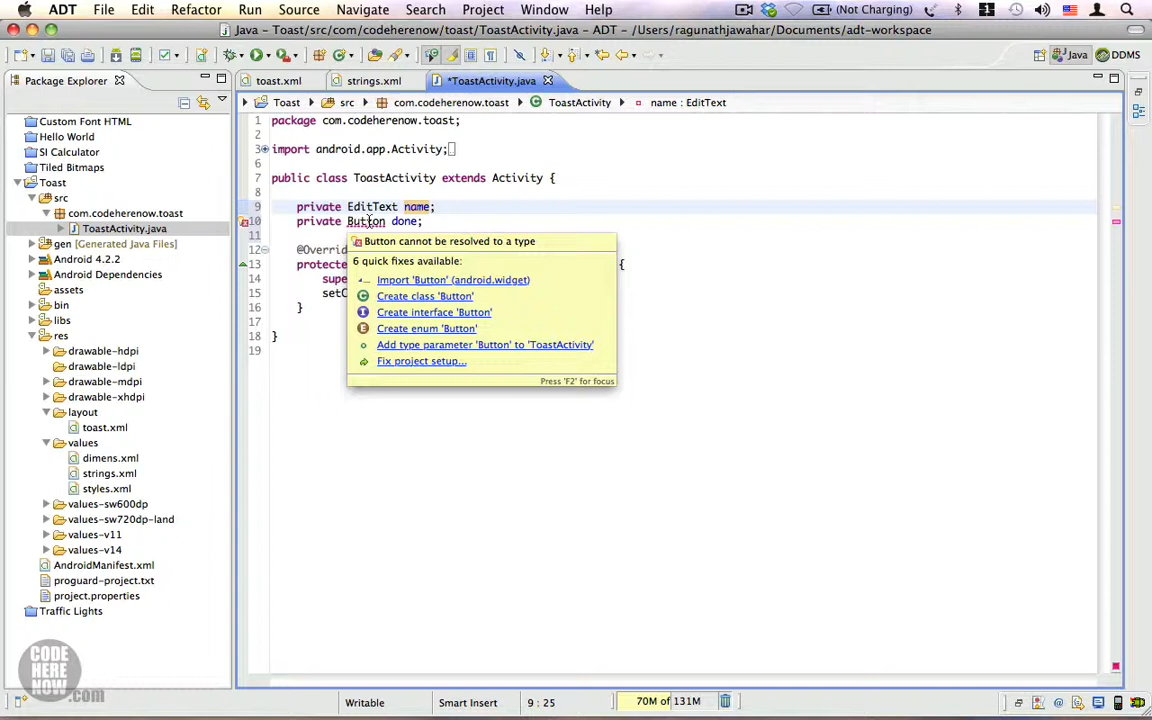 ADT File Edit Refactor Run Source Navigate Search Project Window Help (Not Charging)
Java - Toast/src/com/codeherenow/toast/ToastActivity.java - ADT - /Users/ragunathjawahar/Documents/adt-workspace
Java DDMS
Package Explorer
toast.xml strings.xml *ToastActivity.java
Toast src com.codeherenow.toast ToastActivity name : EditText
Custom Font HTML
Hello World
SI Calculator
Tiled Bitmaps
Toast
src
com.codeherenow.toast
ToastActivity.java
gen [Generated Java Files]
Android 4.2.2
Android Dependencies
assets
bin
libs
res
drawable-hdpi
drawable-ldpi
drawable-mdpi
drawable-xhdpi
layout
toast.xml
values
dimens.xml
strings.xml
styles.xml
values-sw600dp
values-sw720dp-land
values-v11
values-v14
AndroidManifest.xml
proguard-project.txt
project.properties
Traffic Lights
1 package com.codeherenow.toast;
2
3 import android.app.Activity;
6
7 public class ToastActivity extends Activity {
8
9 private EditText name;
10 private Button done;
11
12 @Overrid
13 protecte {
14 supe
15 setC
16 }
17
18 }
19
Button cannot be resolved to a type
6 quick fixes available:
Import 'Button' (android.widget)
Create class 'Button'
Create interface 'Button'
Create enum 'Button'
Add type parameter 'Button' to 'ToastActivity'
Fix project setup...
Press 'F2' for focus
CODE
HERE
NOW.com
Writable Smart Insert 9 : 25 70M of 131M